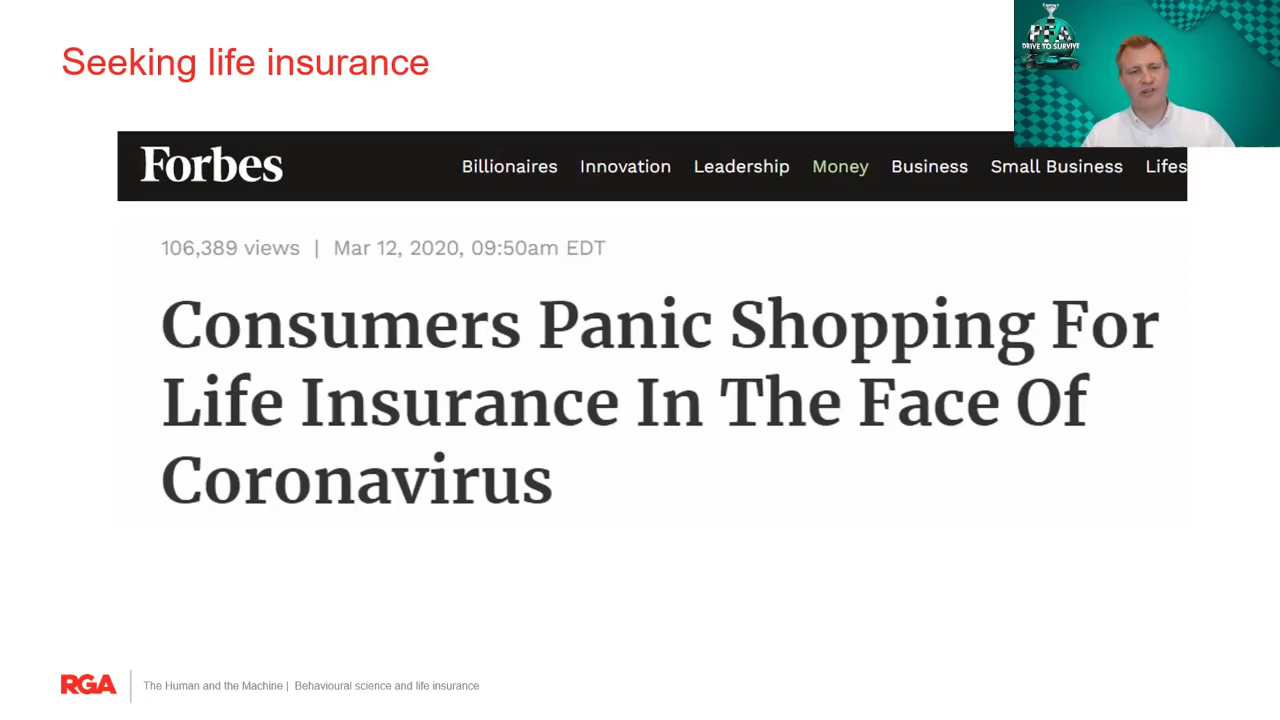 Seeking life insurance
PFA
DRIVE TO SURVIVE
Forbes
Billionaires Innovation Leadership Money Business Small Business Lifes
106,389 views | Mar 12, 2020, 09:50am EDT
Consumers Panic Shopping For
Life Insurance In The Face Of
Coronavirus
RGA
The Human and the Machine | Behavioural science and life insurance